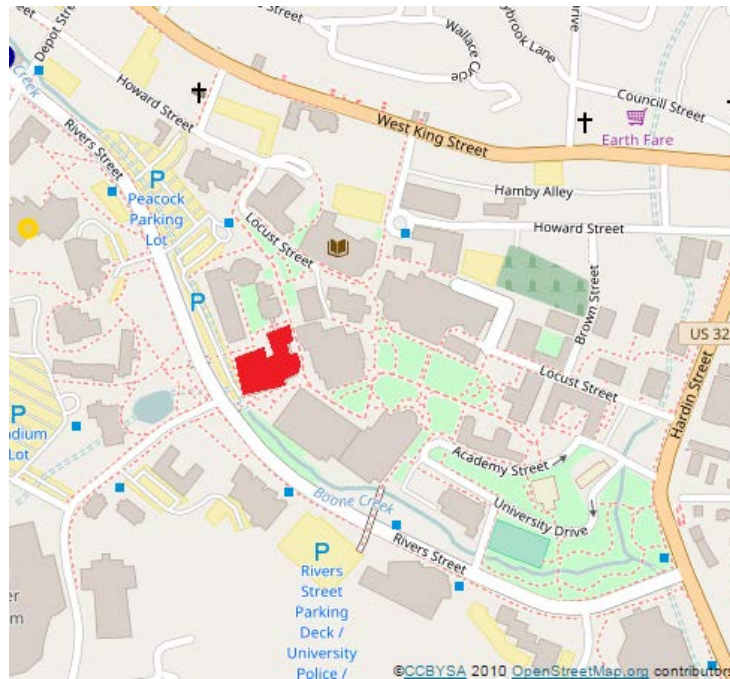 Street
Depot Street
Creek
Howard Street
Rivers Street
Wallace Circle
West King Street
Councill Street
Earth Fare
P
Peacock
Parking
Lot
Hamby Alley
Howard Street
Locust Street
P
Brown Street
US 32
Locust Street
Hardin Street
P
Lot
Academy Street
University Drive
Boone Creek
Rivers Street
P
Rivers
Street
Parking
Deck /
University
Police /
©CCBYSA 2010 OpenStreetMap.org contributors